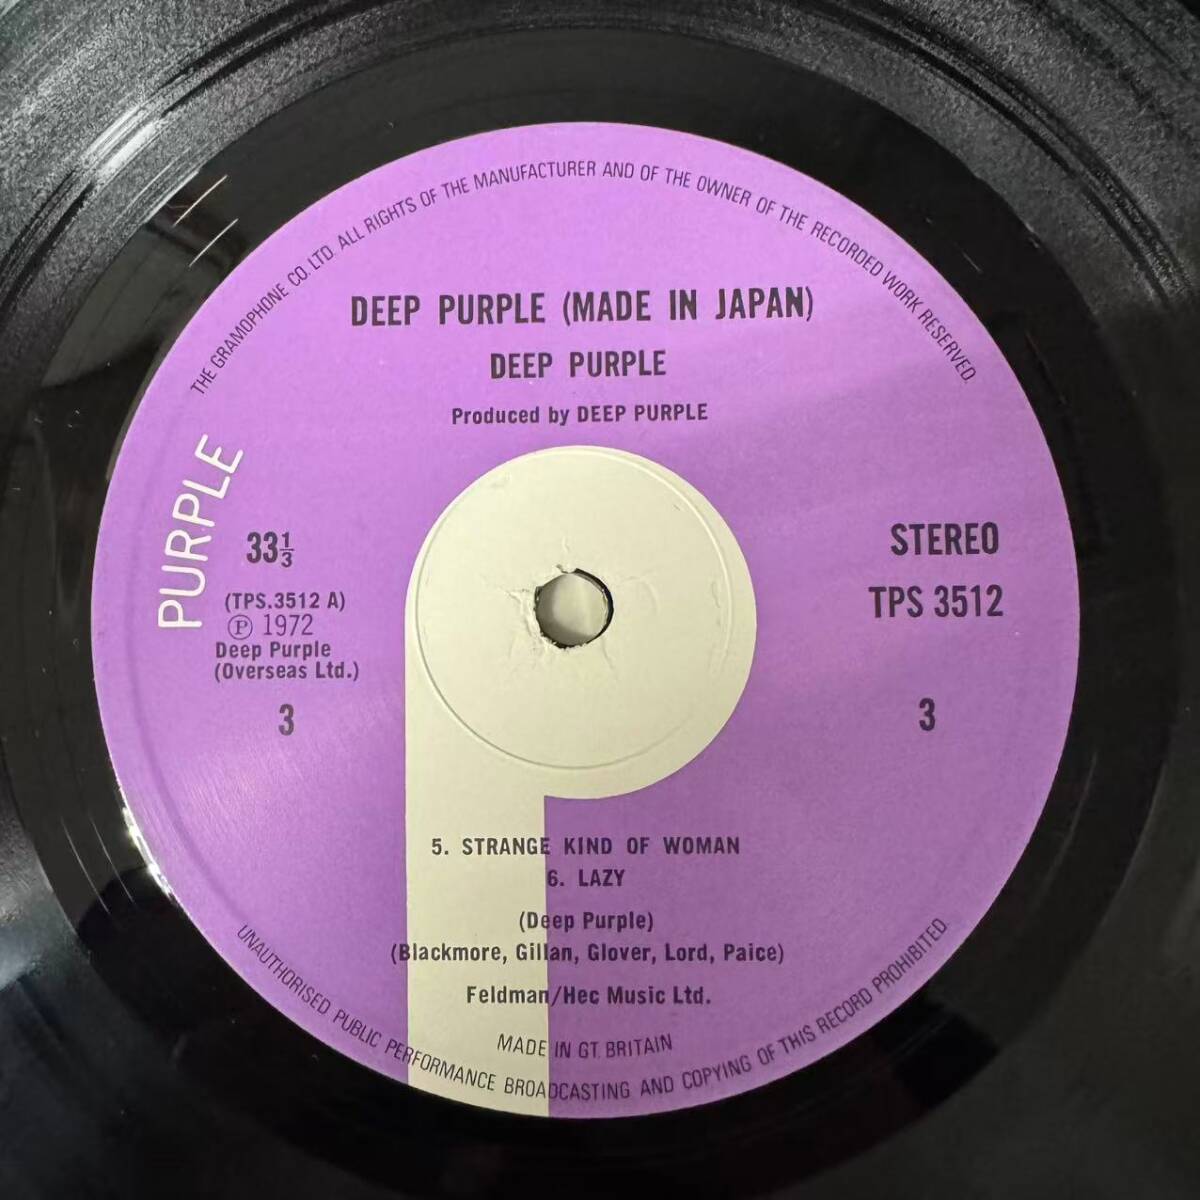 THE GRAMOPHONE CO. LTD. ALL RIGHTS OF THE MANUFACTURER AND OF THE OWNER OF THE RECORDED WORK RESERVED.
DEEP PURPLE (MADE IN JAPAN)
DEEP PURPLE
Produced by DEEP PURPLE
PURPLE
33⅓
(TPS.3512 A)
Ⓟ 1972
Deep Purple
(Overseas Ltd.)
3
STEREO
TPS 3512
3
5. STRANGE KIND OF WOMAN
6. LAZY
(Deep Purple)
(Blackmore, Gillan, Glover, Lord, Paice)
Feldman/Hec Music Ltd.
MADE IN GT. BRITAIN
UNAUTHORISED PUBLIC PERFORMANCE BROADCASTING AND COPYING OF THIS RECORD PROHIBITED.